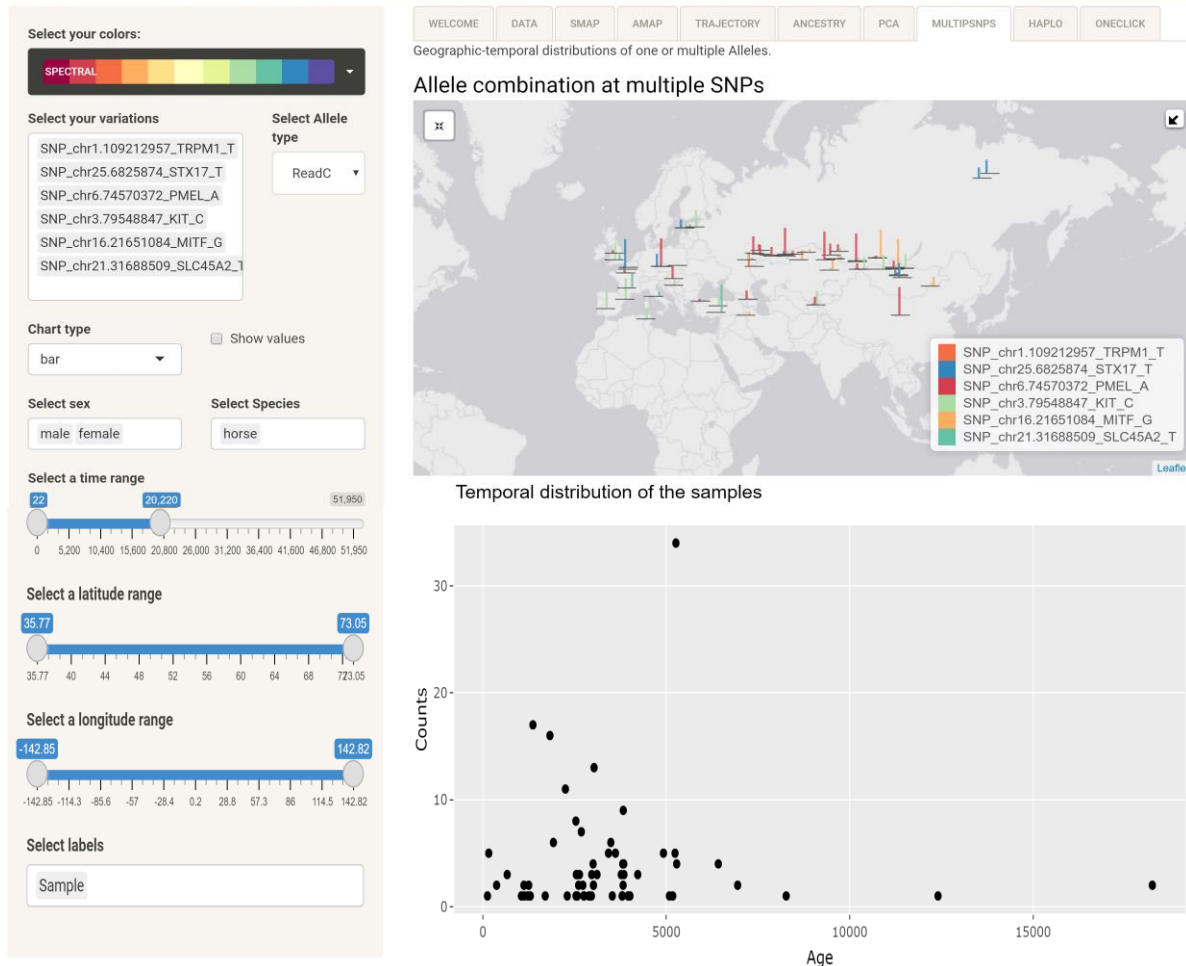 Select your colors:
SPECTRAL
Select your variations
Select Allele type
SNP_chr1.109212957_TRPM1_T
SNP_chr25.6825874_STX17_T
SNP_chr6.74570372_PMEL_A
SNP_chr3.79548847_KIT_C
SNP_chr16.21651084_MITF_G
SNP_chr21.31688509_SLC45A2_T
ReadC
Chart type
Show values
bar
Select sex
Select Species
male female
horse
Select a time range
22 20,220 51,950
0 5,200 10,400 15,600 20,800 26,000 31,200 36,400 41,600 46,800 51,950
Select a latitude range
35.77 73.05
35.77 40 44 48 52 56 60 64 68 72 73.05
Select a longitude range
-142.85 142.82
-142.85 -114.3 -85.6 -57 -28.4 0.2 28.8 57.3 86 114.5 142.82
Select labels
Sample
WELCOME DATA SMAP AMAP TRAJECTORY ANCESTRY PCA MULTIPSNPS HAPLO ONECLICK
Geographic-temporal distributions of one or multiple Alleles.
Allele combination at multiple SNPs
SNP_chr1.109212957_TRPM1_T
SNP_chr25.6825874_STX17_T
SNP_chr6.74570372_PMEL_A
SNP_chr3.79548847_KIT_C
SNP_chr16.21651084_MITF_G
SNP_chr21.31688509_SLC45A2_T
Leafle
Temporal distribution of the samples
Counts
30
20
10
0
0 5000 10000 15000
Age